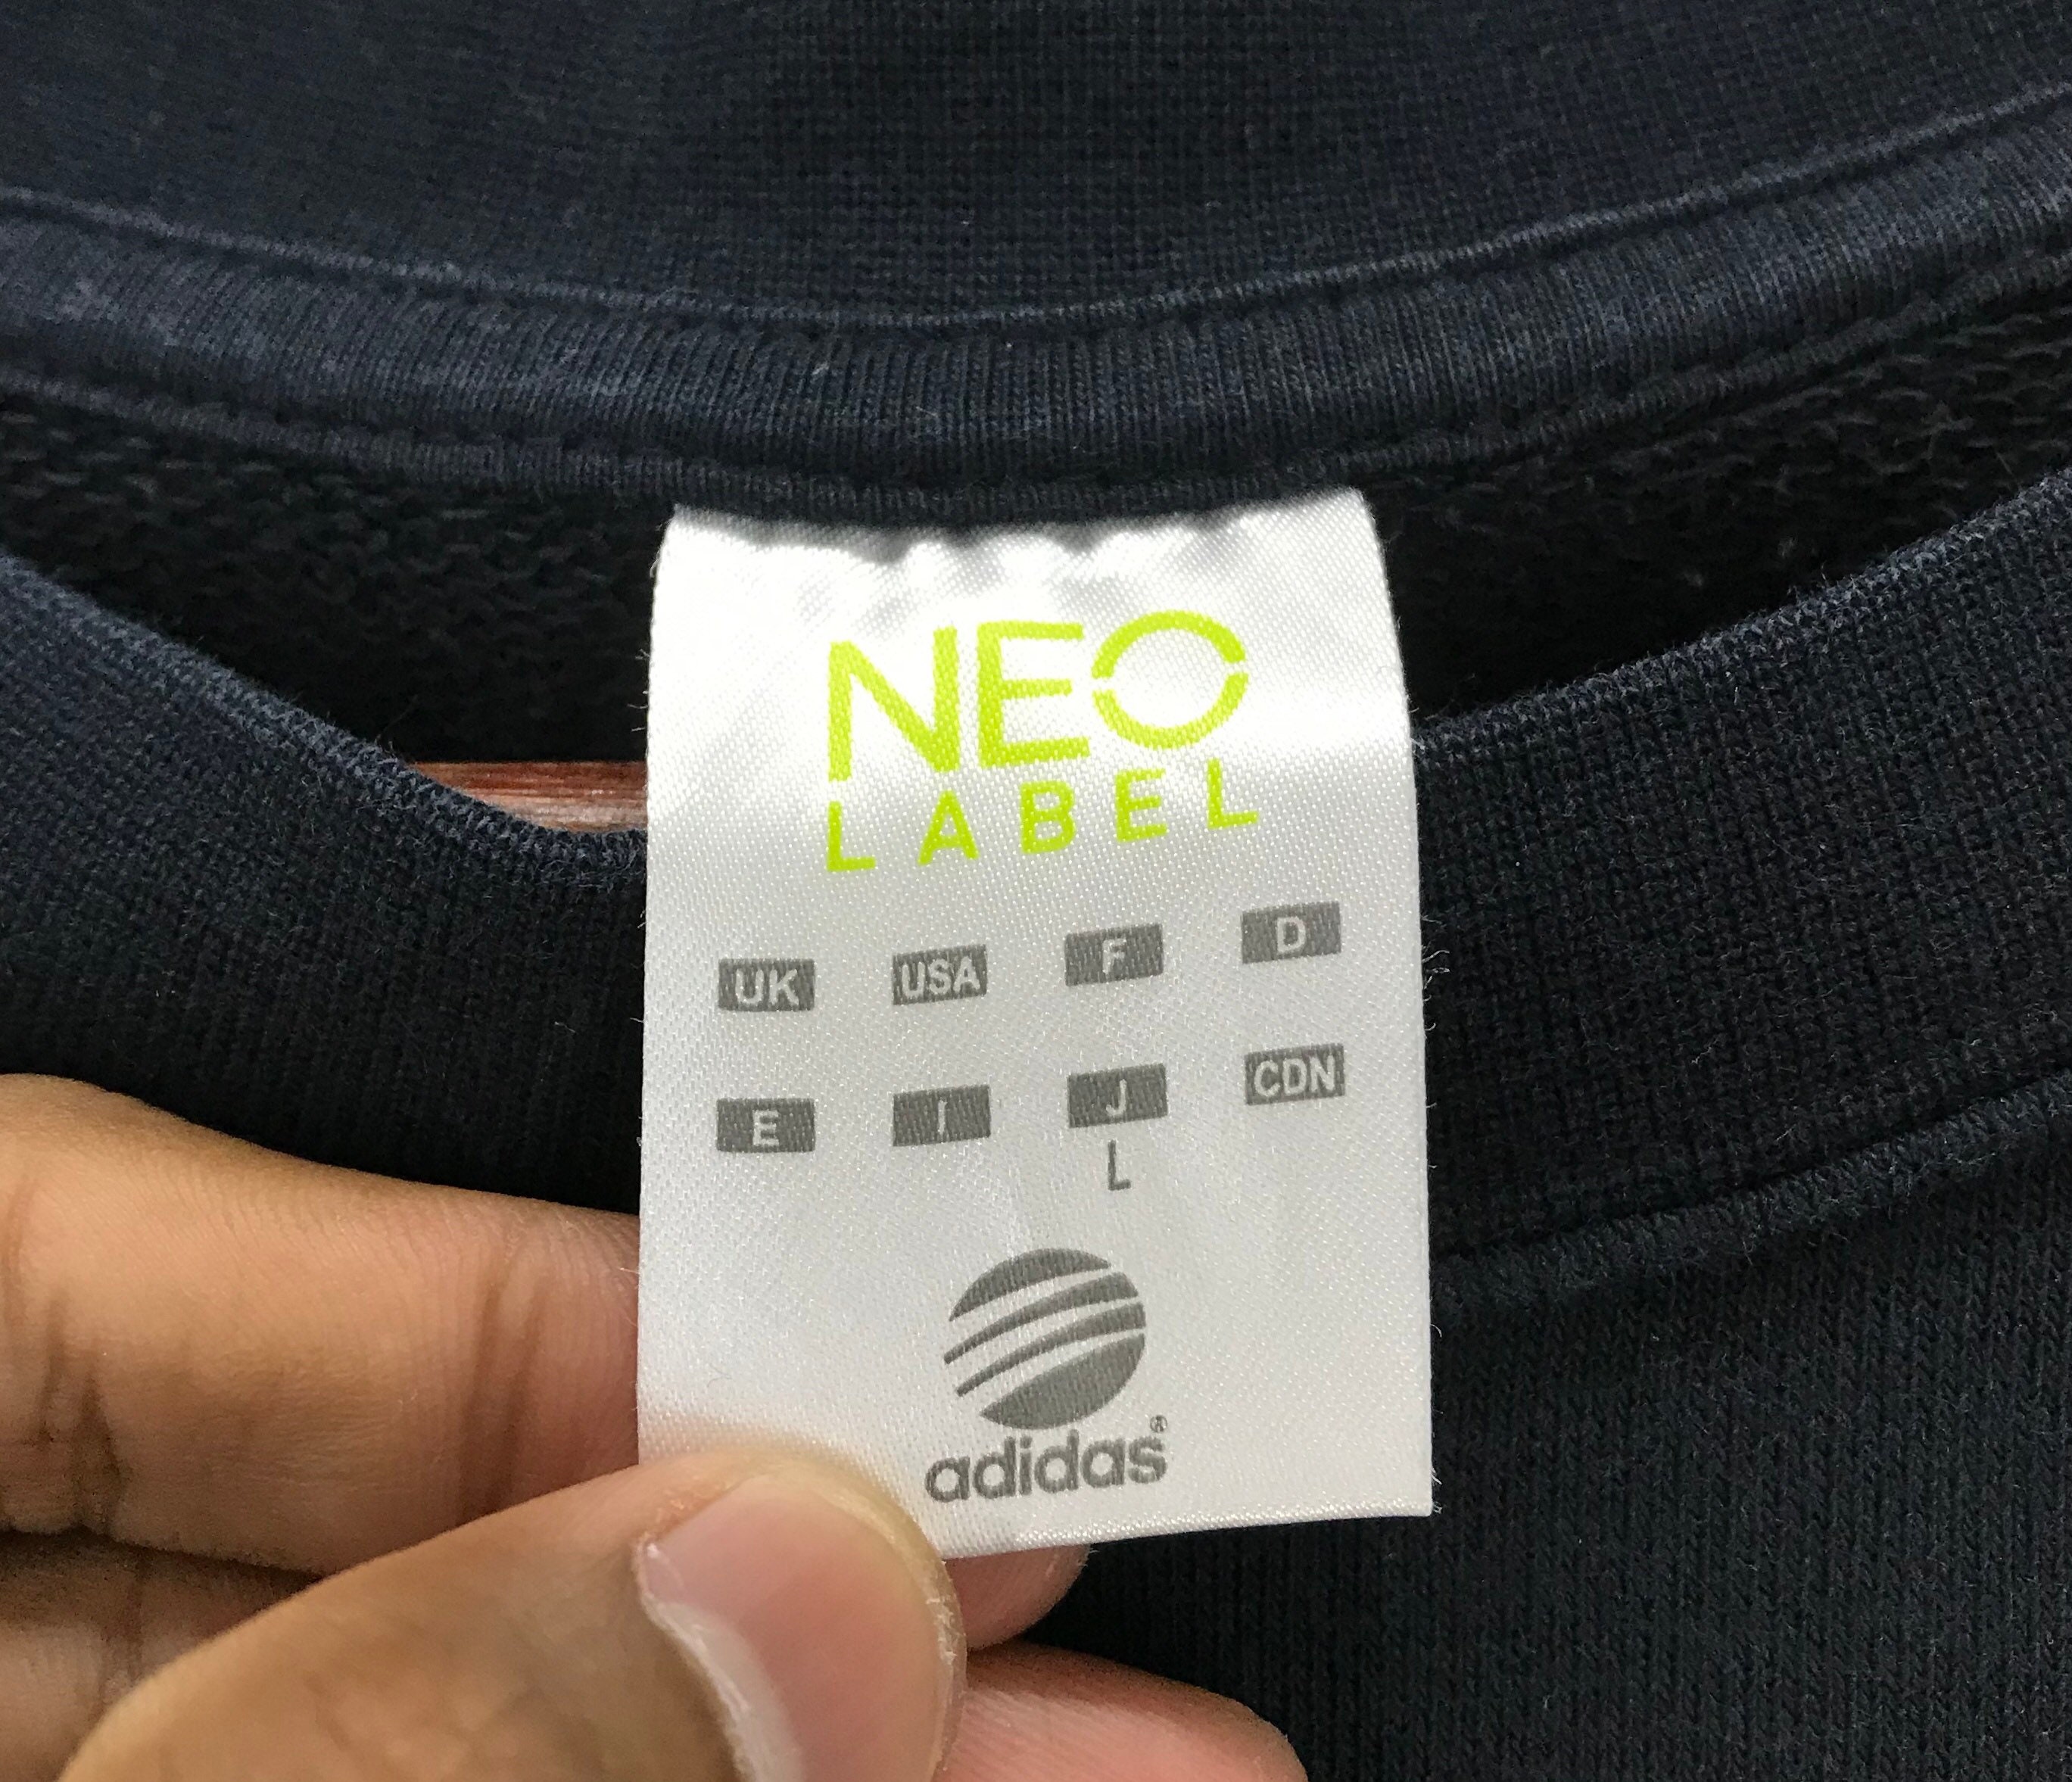 NEO
LABEL
UK USA F D
E I J CDN
L
adidas®